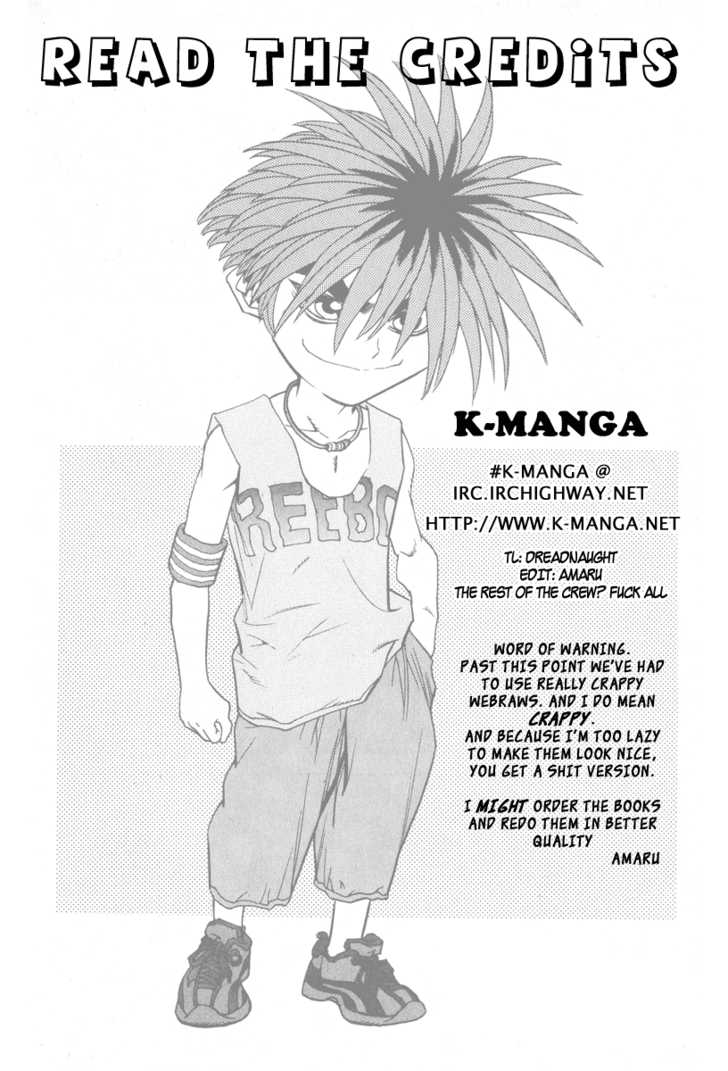 READ THE CREDiTS
K-MANGA
#K-MANGA @
IRC.IRCHIGHWAY.NET
HTTP://WWW.K-MANGA.NET
TL: DREADNAUGHT
EDIT: AMARU
THE REST OF THE CREW? FUCK ALL
REEBO
WORD OF WARNING.
PAST THIS POINT WE'VE HAD
TO USE REALLY CRAPPY
WEBRAWS. AND I DO MEAN
CRAPPY.
AND BECAUSE I'M TOO LAZY
TO MAKE THEM LOOK NICE,
YOU GET A SHIT VERSION.
I MIGHT ORDER THE BOOKS
AND REDO THEM IN BETTER
QUALITY
AMARU